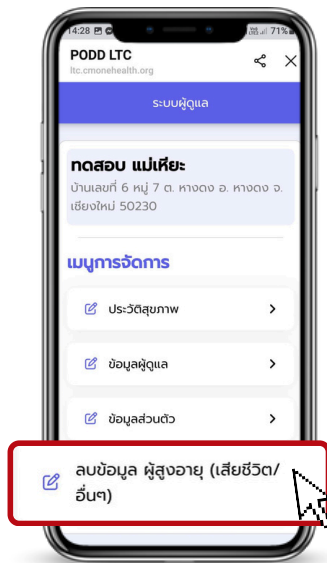 14:28
71%
PODD LTC
ltc.cmonehealth.org
ระบบผู้ดูแล
ทดสอบ แม่เหียะ
บ้านเลขที่ 6 หมู่ 7 ต. หางดง อ. หางดง จ.
เชียงใหม่ 50230
เมนูการจัดการ
ประวัติสุขภาพ
ข้อมูลผู้ดูแล
ข้อมูลส่วนตัว
ลบข้อมูล ผู้สูงอายุ (เสียชีวิต/
อื่นๆ)